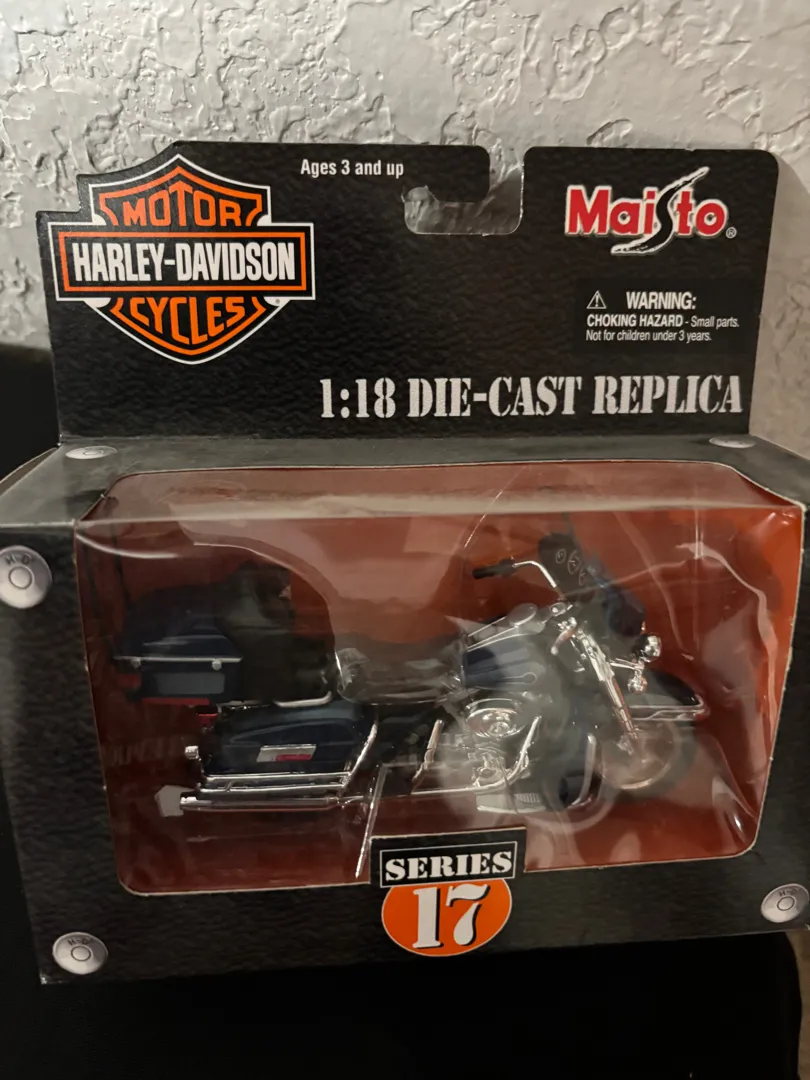 Ages 3 and up
MOTOR
HARLEY-DAVIDSON
CYCLES
®
Maisto®
⚠ WARNING:
CHOKING HAZARD - Small parts.
Not for children under 3 years.
1:18 DIE-CAST REPLICA
H-D
H-D
H-D
SERIES
17